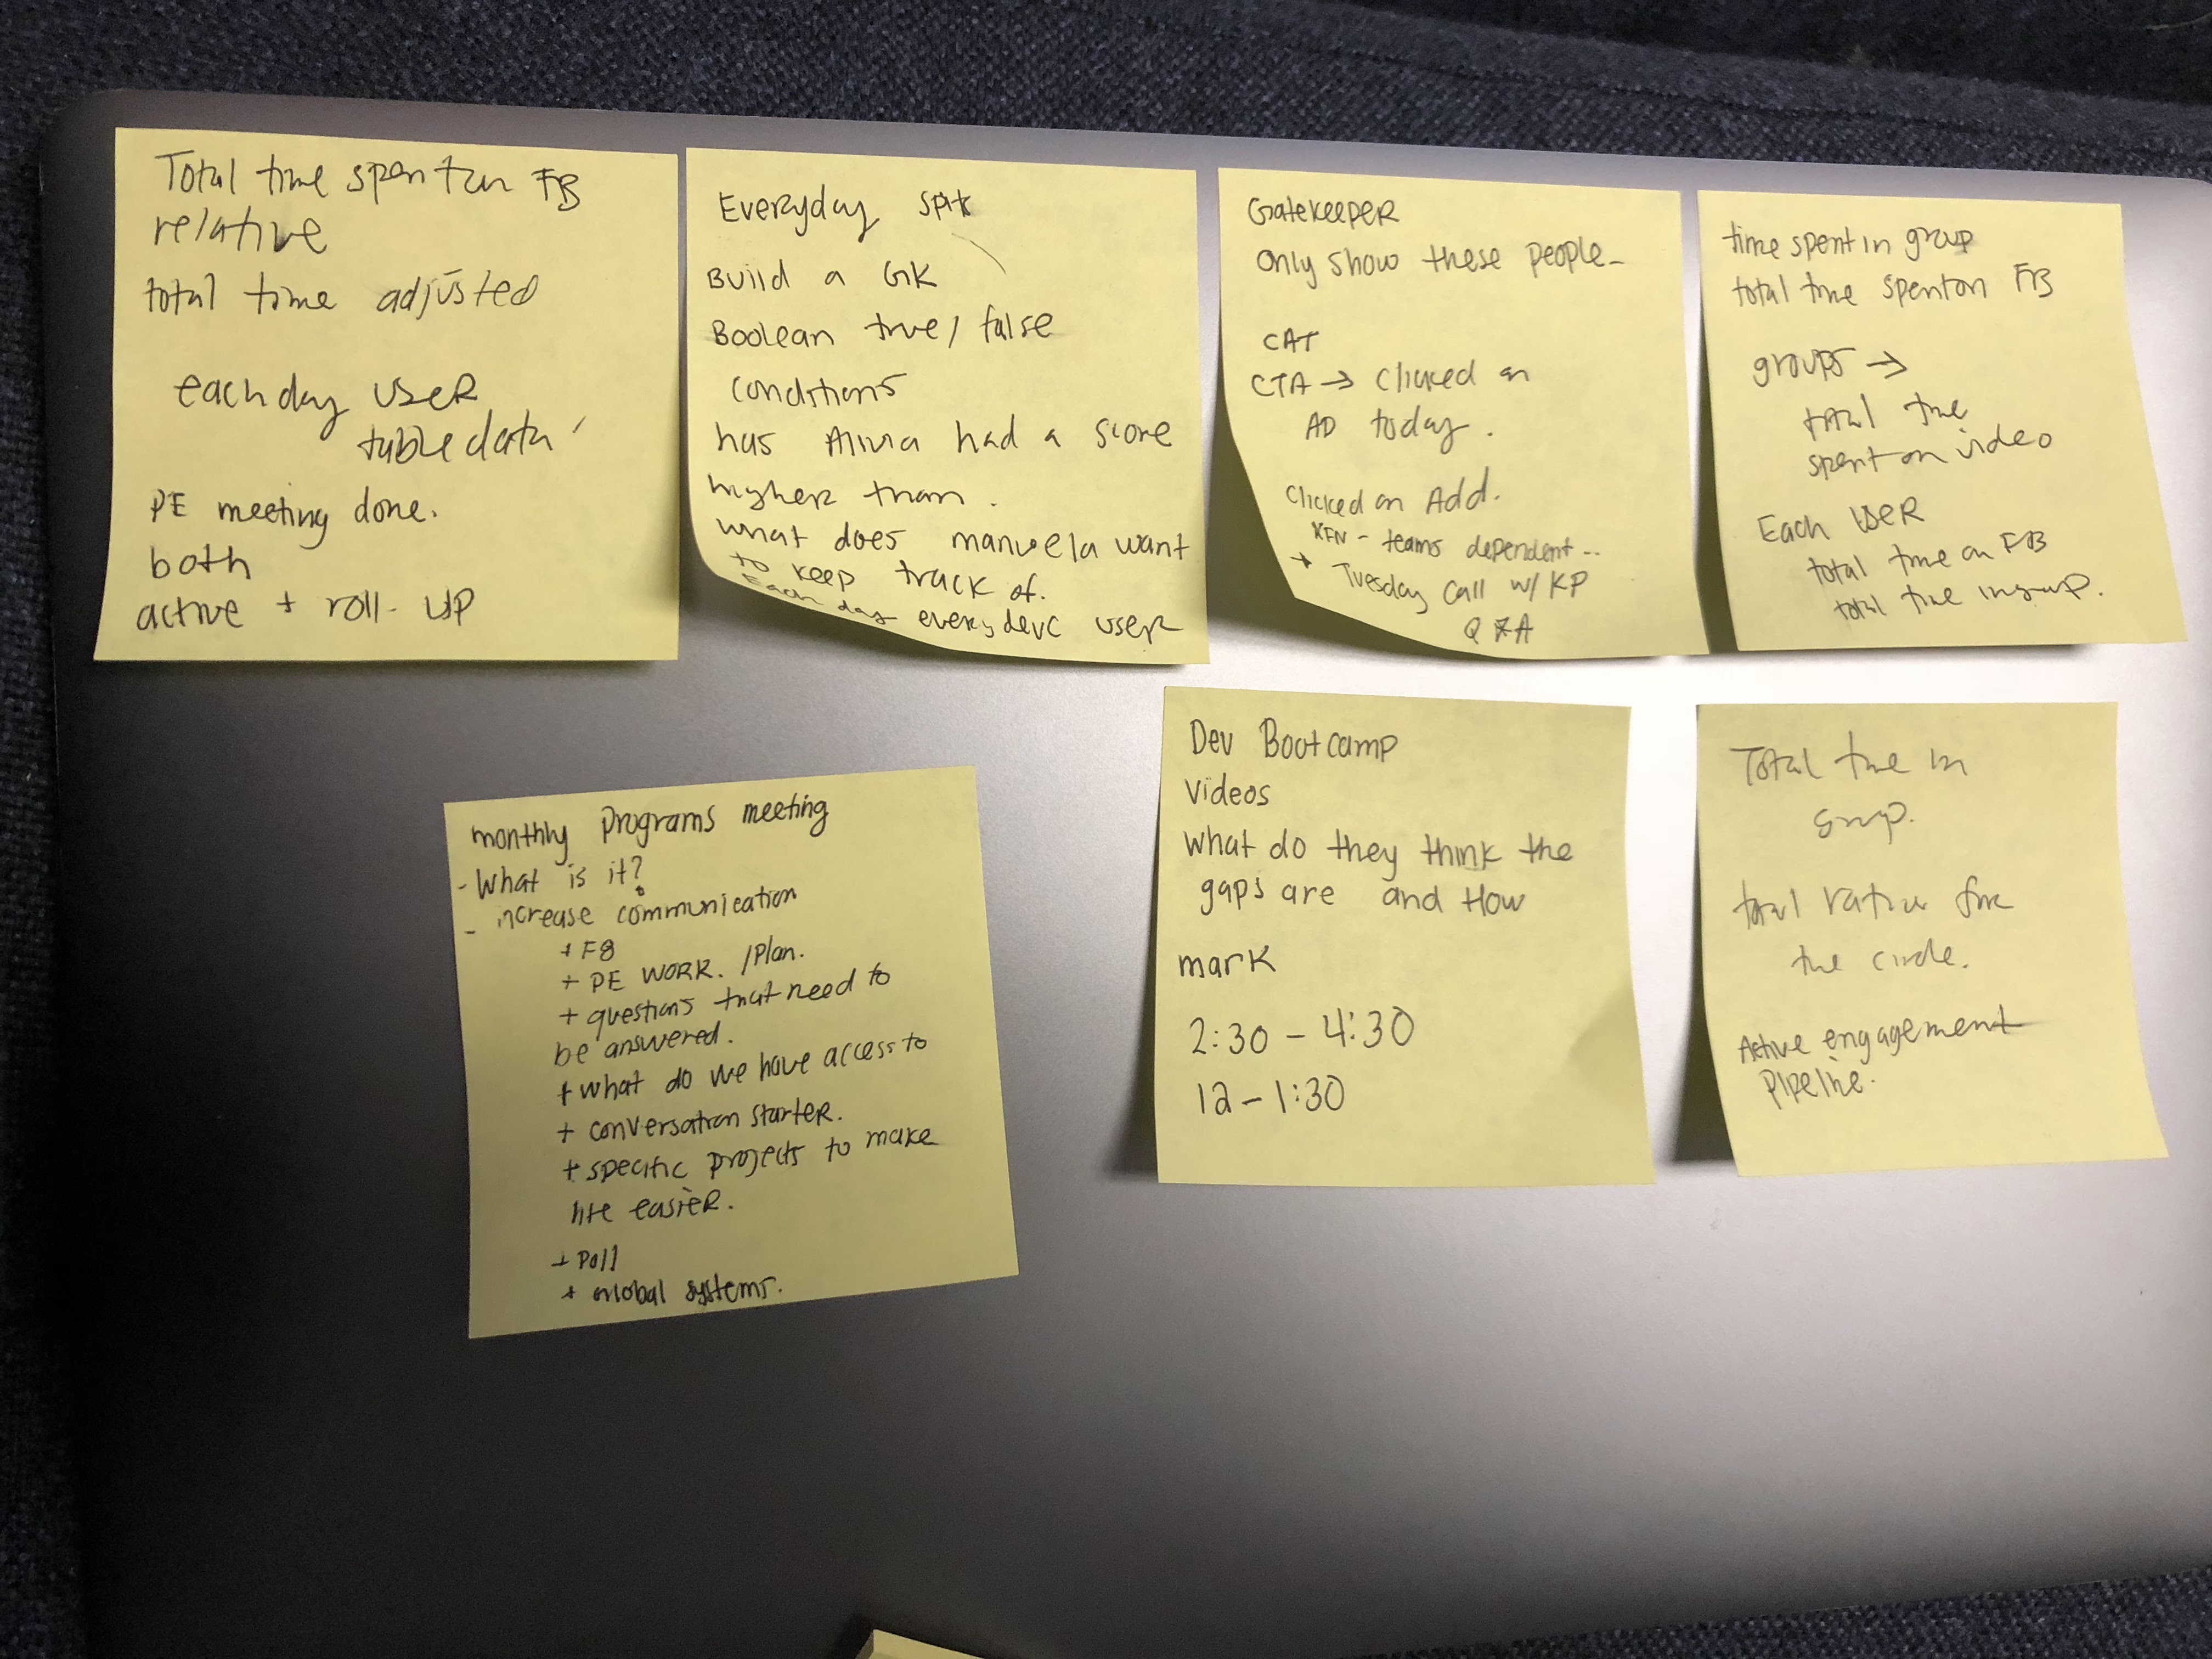 Total time spent on FB
relative
total time adjusted
each day user
table data
PE meeting done.
both
active + roll-up
Everyday
Build a GK
Boolean true/false
conditions
has Alivia had a score
higher than.
what does manuela want
to keep track of.
Each day every user
GateKeeper
only show these people-
CAT
CTA → clicked on
AD today.
Clicked on Add.
XFN - teams dependent..
Tuesday call w/ KP
Q & A
time spent in group
total time spent on FB
groups →
total time
spent on video
Each user
total time on FB
total time in group.
monthly programs meeting
- What is it?
- increase communication
+ F8
+ PE WORK. /Plan.
+ questions that need to
be answered.
+ what do we have access to
+ conversation starter.
+ specific projects to make
life easier.
+ Poll
+ Global systems.
Dev Bootcamp
Videos
what do they think the
gaps are and How
mark
2:30 - 4:30
12 - 1:30
Total time in
group.
total for
the circle.
Active engagement
pipeline.